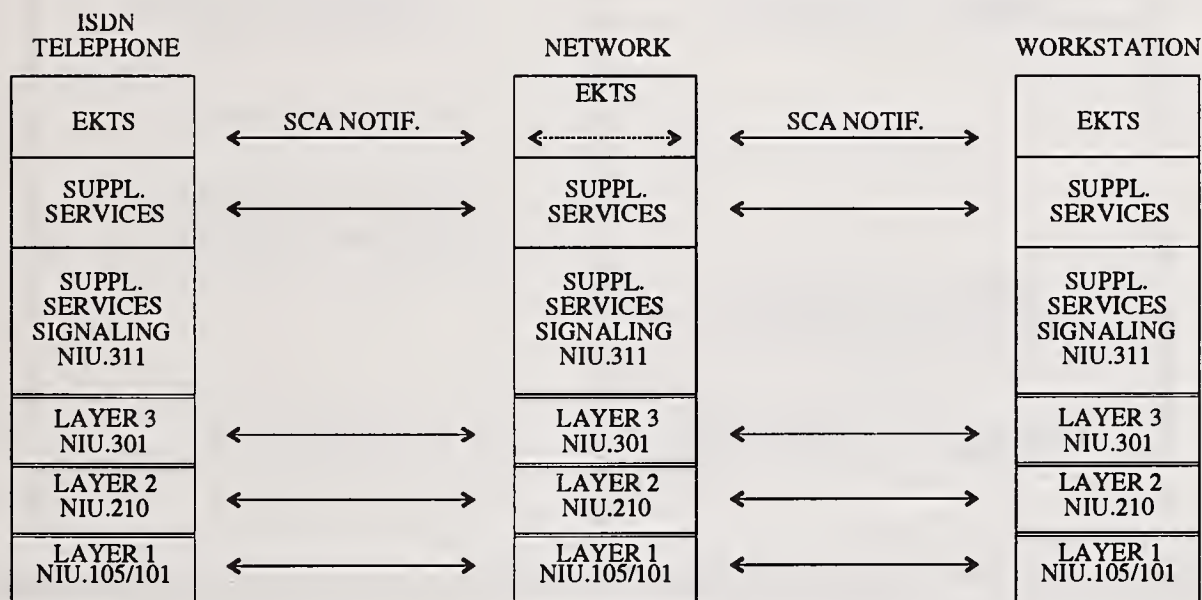 ISDN
TELEPHONE
NETWORK
WORKSTATION
EKTS
SCA NOTIF.
EKTS
SCA NOTIF.
EKTS
SUPPL.
SERVICES
SUPPL.
SERVICES
SUPPL.
SERVICES
SUPPL.
SERVICES
SIGNALING
NIU.311
SUPPL.
SERVICES
SIGNALING
NIU.311
SUPPL.
SERVICES
SIGNALING
NIU.311
LAYER 3
NIU.301
LAYER 3
NIU.301
LAYER 3
NIU.301
LAYER 2
NIU.210
LAYER 2
NIU.210
LAYER 2
NIU.210
LAYER 1
NIU.105/101
LAYER 1
NIU.105/101
LAYER 1
NIU.105/101